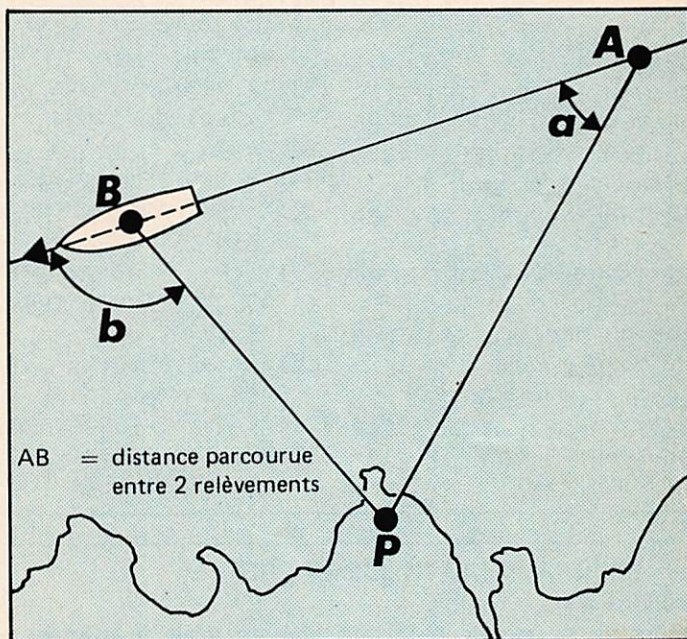 A
a
B
b
AB = distance parcourue
entre 2 relèvements
P